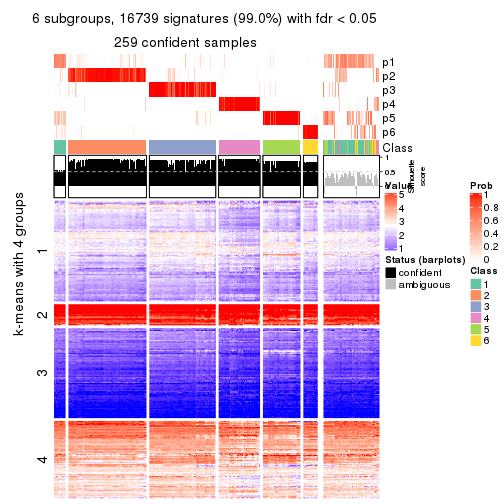 6 subgroups, 16739 signatures (99.0%) with fdr < 0.05
259 confident samples
p1
p2
p3
p4
p5
p6
Class
1
0.5
0
Silhouette
score
k-means with 4 groups
1
2
3
4
Value
5
4
3
2
1
Status (barplots)
confident
ambiguous
Prob
1
0.8
0.6
0.4
0.2
0
Class
1
2
3
4
5
6